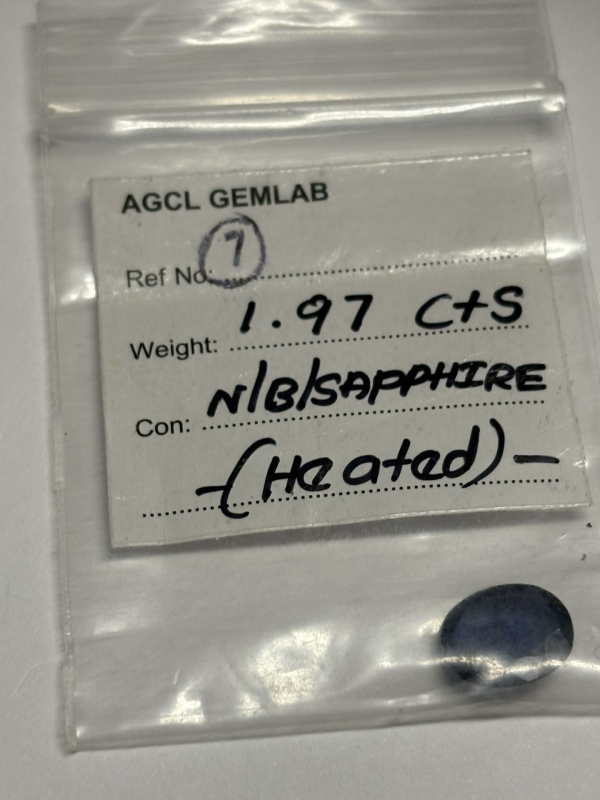 AGCL GEMLAB
Ref No: 7
Weight: 1.97 CtS
Con: N/B/SAPPHIRE
-(Heated)-